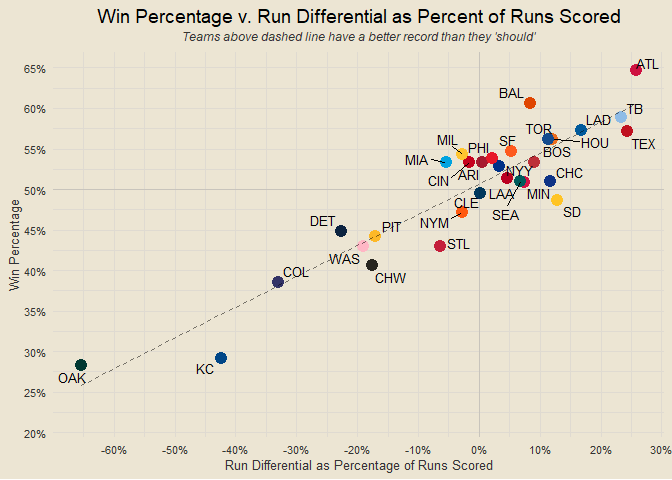 Win Percentage v. Run Differential as Percent of Runs Scored
Teams above dashed line have a better record than they 'should'
65%
60%
55%
50%
45%
40%
35%
30%
25%
20%
Win Percentage
ATL
BAL
TB
LAD
TOR
HOU
TEX
MIL
PHI
SF
BOS
MIA
CIN
ARI
NYY
CHC
LAA
MIN
SD
SEA
CLE
NYM
DET
PIT
STL
WAS
CHW
COL
KC
OAK
-60%
-50%
-40%
-30%
-20%
-10%
0%
10%
20%
30%
Run Differential as Percentage of Runs Scored